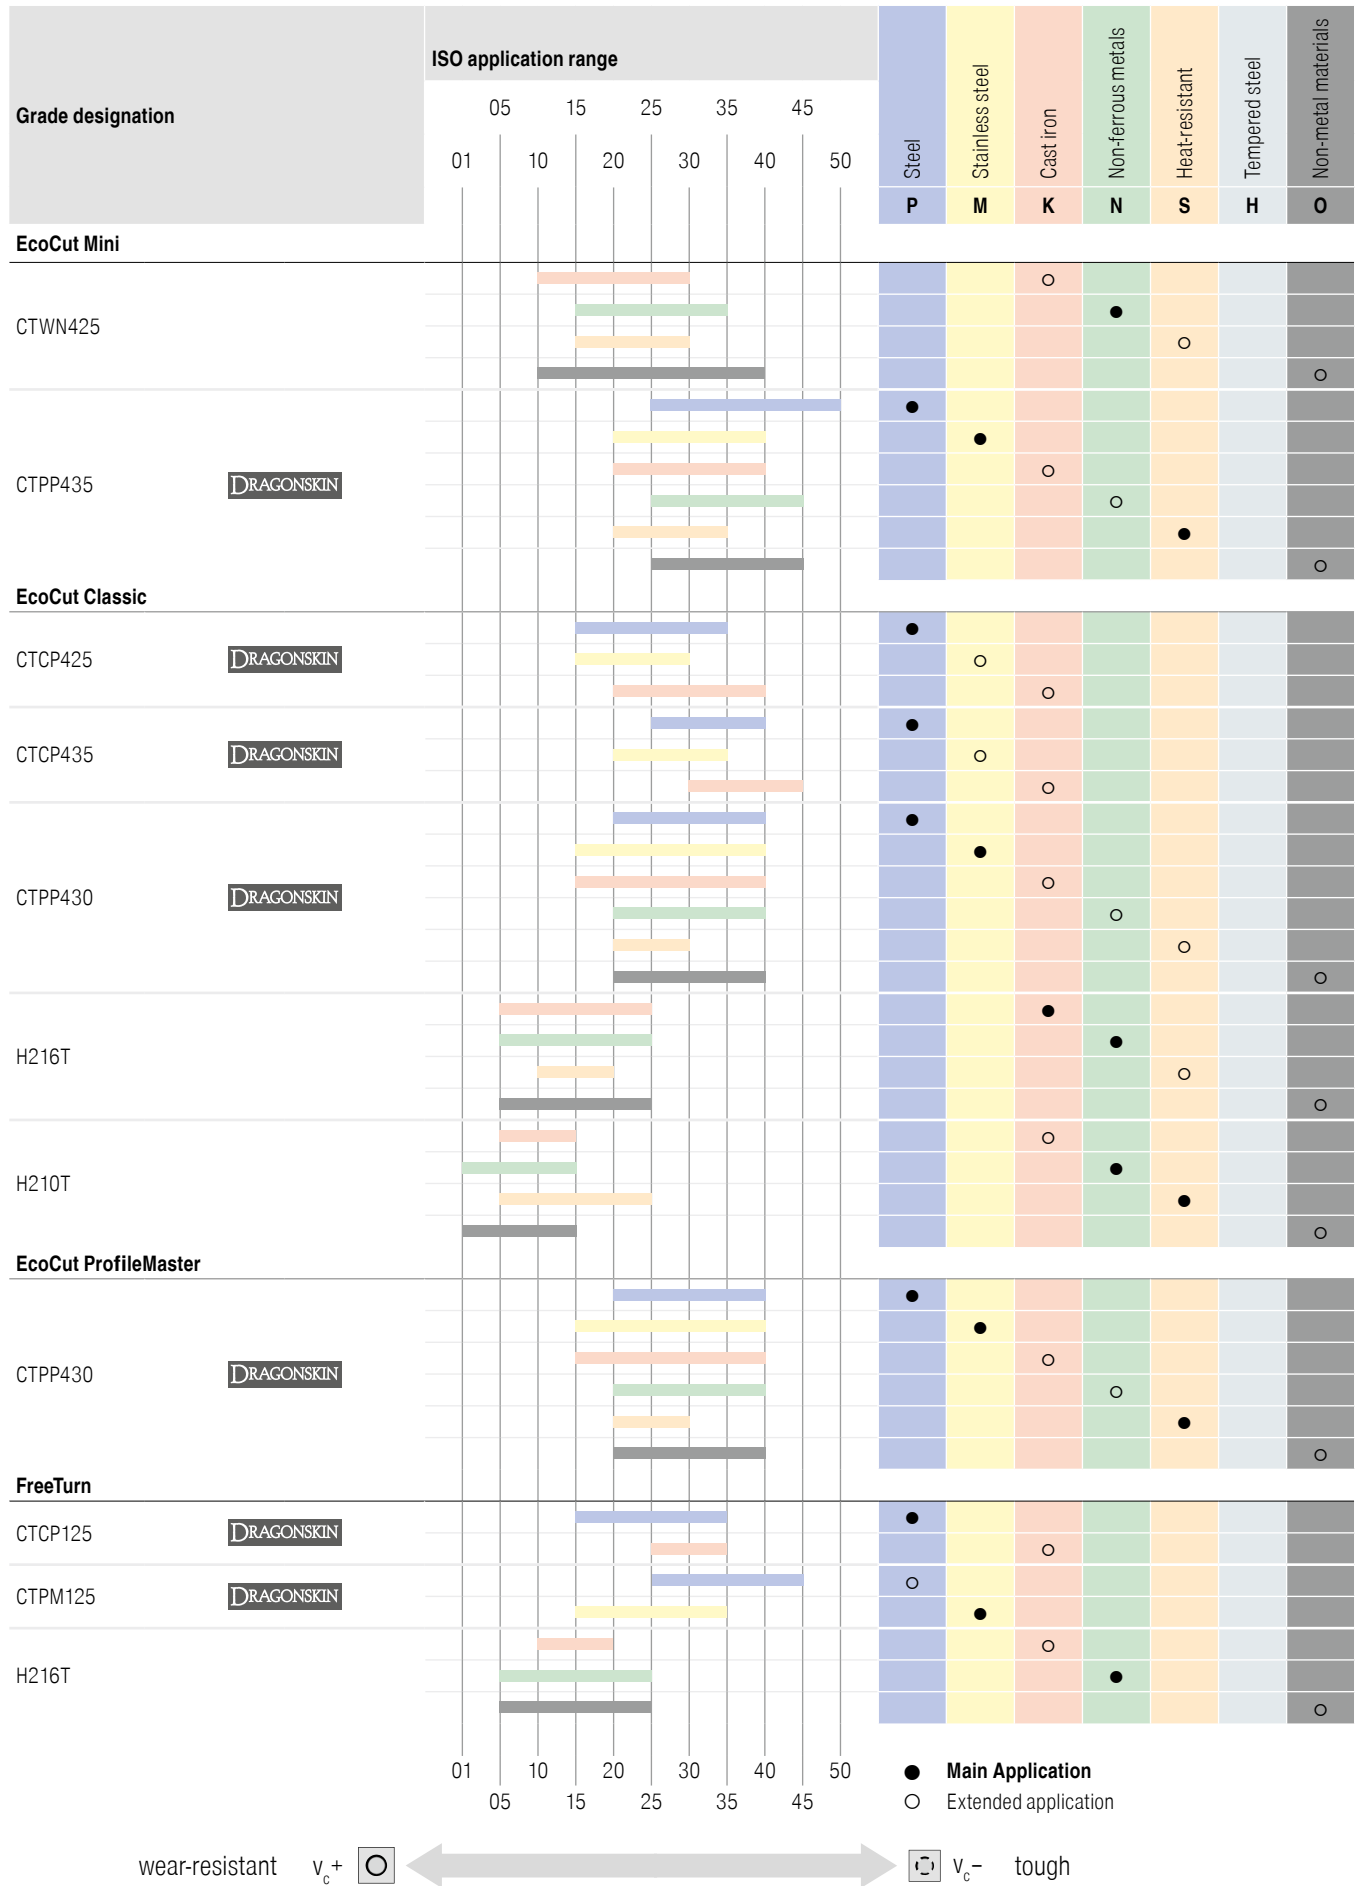 Grade designation
ISO application range
05 15 25 35 45
01 10 20 30 40 50
Steel
Stainless steel
Cast iron
Non-ferrous metals
Heat-resistant
Tempered steel
Non-metal materials
P M K N S H O
EcoCut Mini
CTWN425
CTPP435 DRAGONSKIN
EcoCut Classic
CTCP425 DRAGONSKIN
CTCP435 DRAGONSKIN
CTPP430 DRAGONSKIN
H216T
H210T
EcoCut ProfileMaster
CTPP430 DRAGONSKIN
FreeTurn
CTCP125 DRAGONSKIN
CTPM125 DRAGONSKIN
H216T
01 10 20 30 40 50
05 15 25 35 45
● Main Application
○ Extended application
wear-resistant vc+ vc– tough